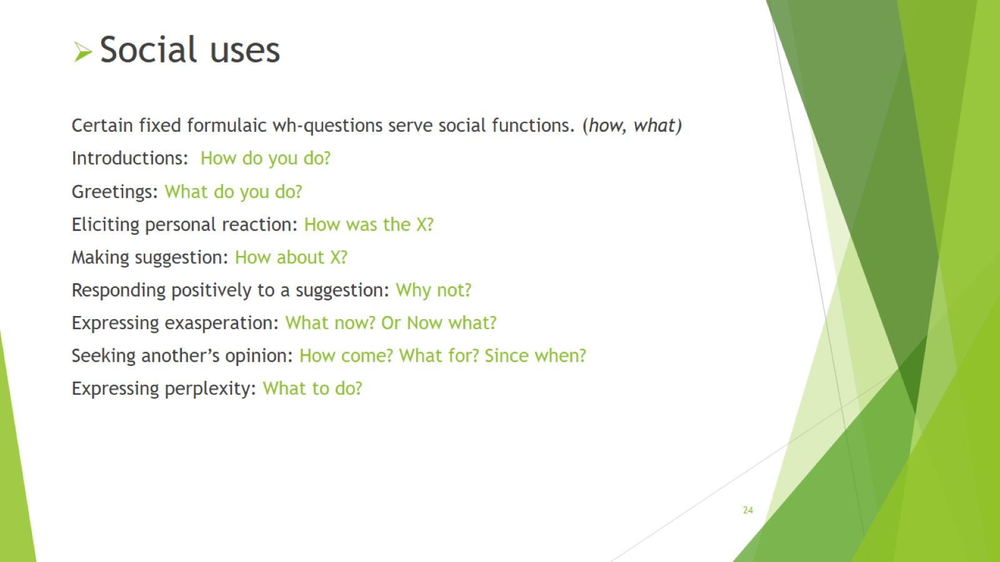 Social uses
Certain fixed formulaic wh-questions serve social functions. (how, what)
Introductions: How do you do?
Greetings: What do you do?
Eliciting personal reaction: How was the X?
Making suggestion: How about X?
Responding positively to a suggestion: Why not?
Expressing exasperation: What now? Or Now what?
Seeking another’s opinion: How come? What for? Since when?
Expressing perplexity: What to do?
24